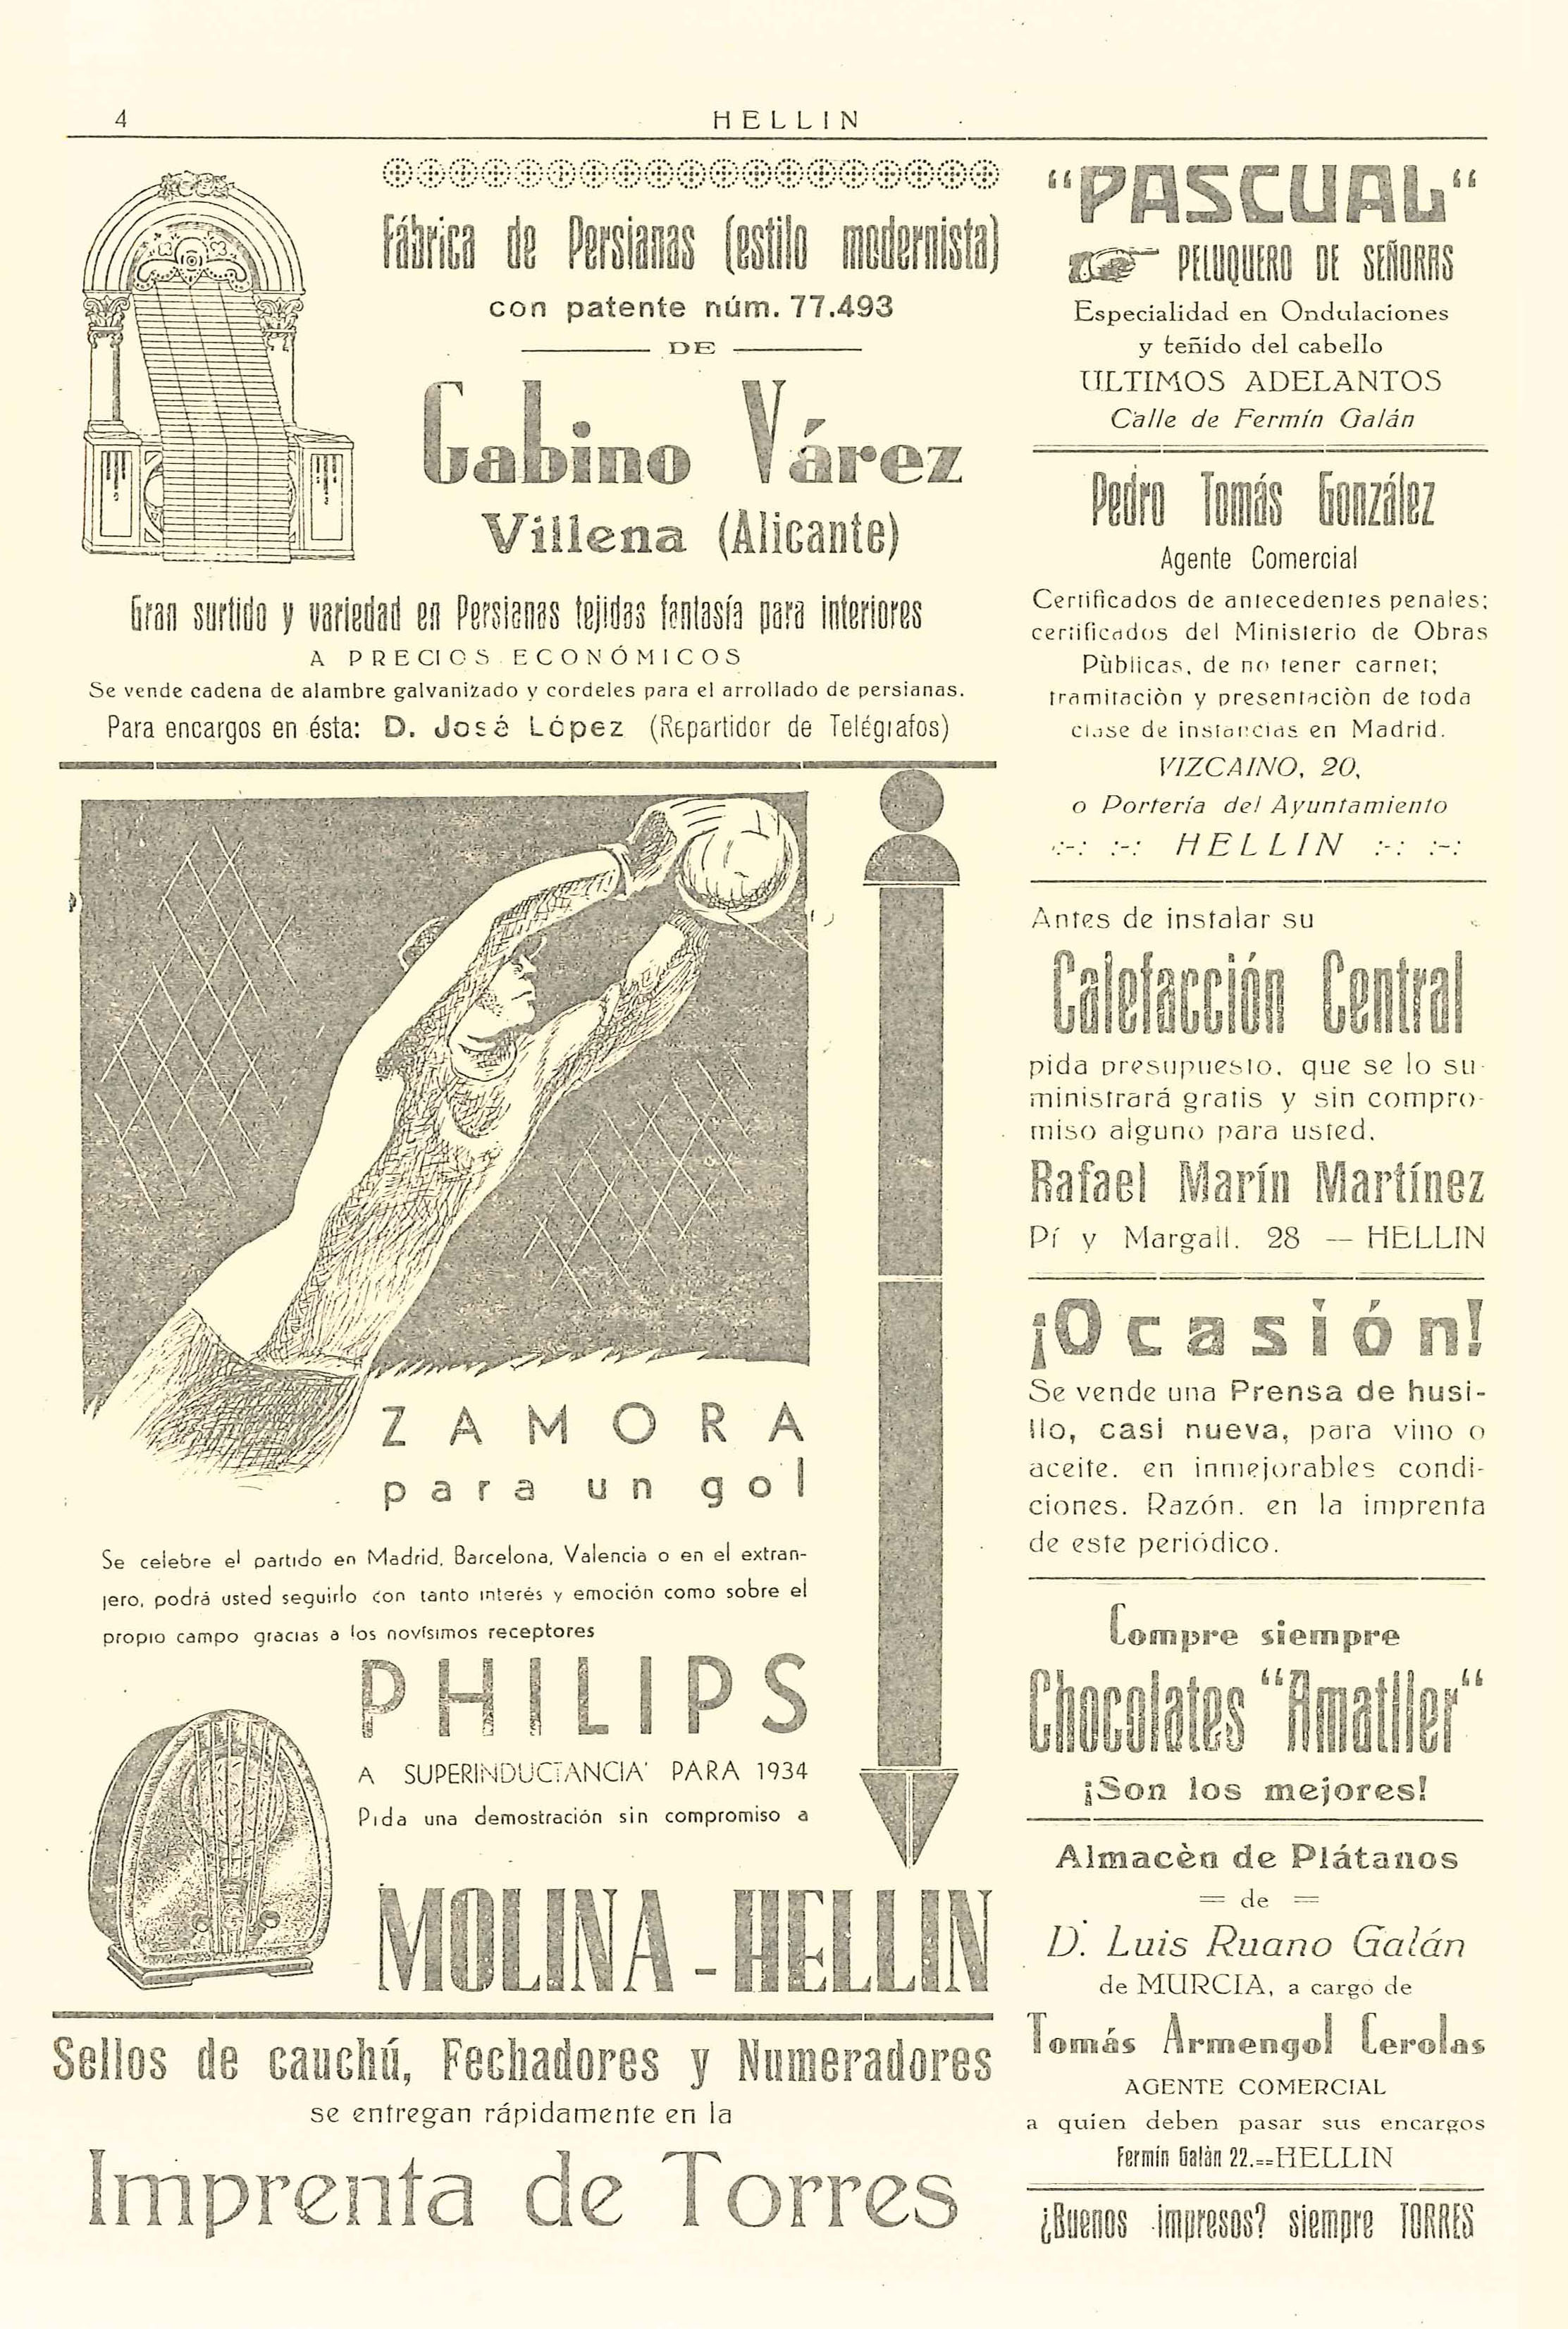 4
HELLIN
Fábrica de Persianas (estilo modernista)
con patente núm. 77.493
DE
Gabino Várez
Villena (Alicante)
Gran surtido y variedad en Persianas tejidas fantasía para interiores
A PRECIOS ECONÓMICOS
Se vende cadena de alambre galvanizado y cordeles para el arrollado de persianas.
Para encargos en ésta: D. José López (Repartidor de Telégrafos)
ZAMORA
para un gol
Se celebre el partido en Madrid, Barcelona, Valencia o en el extran-
jero, podrá usted seguirlo con tanto interés y emoción como sobre el
propio campo gracias a los novísimos receptores
PHILIPS
A SUPERINDUCTANCIA' PARA 1934
Pida una demostración sin compromiso a
MOLINA - HELLIN
Sellos de cauchú, Fechadores y Numeradores
se entregan rápidamente en la
Imprenta de Torres
“PASCUAL“
PELUQUERO DE SEÑORAS
Especialidad en Ondulaciones
y teñido del cabello
ULTIMOS ADELANTOS
Calle de Fermín Galán
Pedro Tomás González
Agente Comercial
Certificados de antecedentes penales;
certificados del Ministerio de Obras
Pùblicas, de no tener carnet;
tramitaciòn y presentaciòn de toda
clase de instancias en Madrid.
VIZCAINO, 20,
o Portería del Ayuntamiento
:-: :-: HELLIN :-: :-:
Antes de instalar su
Calefacción Central
pida presupuesto, que se lo su-
ministrará gratis y sin compro-
miso alguno para usted.
Rafael Marín Martínez
Pí y Margall. 28 — HELLIN
¡Ocasión!
Se vende una Prensa de husi-
llo, casi nueva, para vino o
aceite. en inmejorables condi-
ciones. Razón. en la imprenta
de este periódico.
Compre siempre
Chocolates “Amatller“
¡Son los mejores!
Almacèn de Plátanos
= de =
D. Luis Ruano Galán
de MURCIA, a cargo de
Tomás Armengol Cerolas
AGENTE COMERCIAL
a quien deben pasar sus encargos
Fermín Galàn 22.==HELLIN
¿Buenos impresos? siempre TORRES